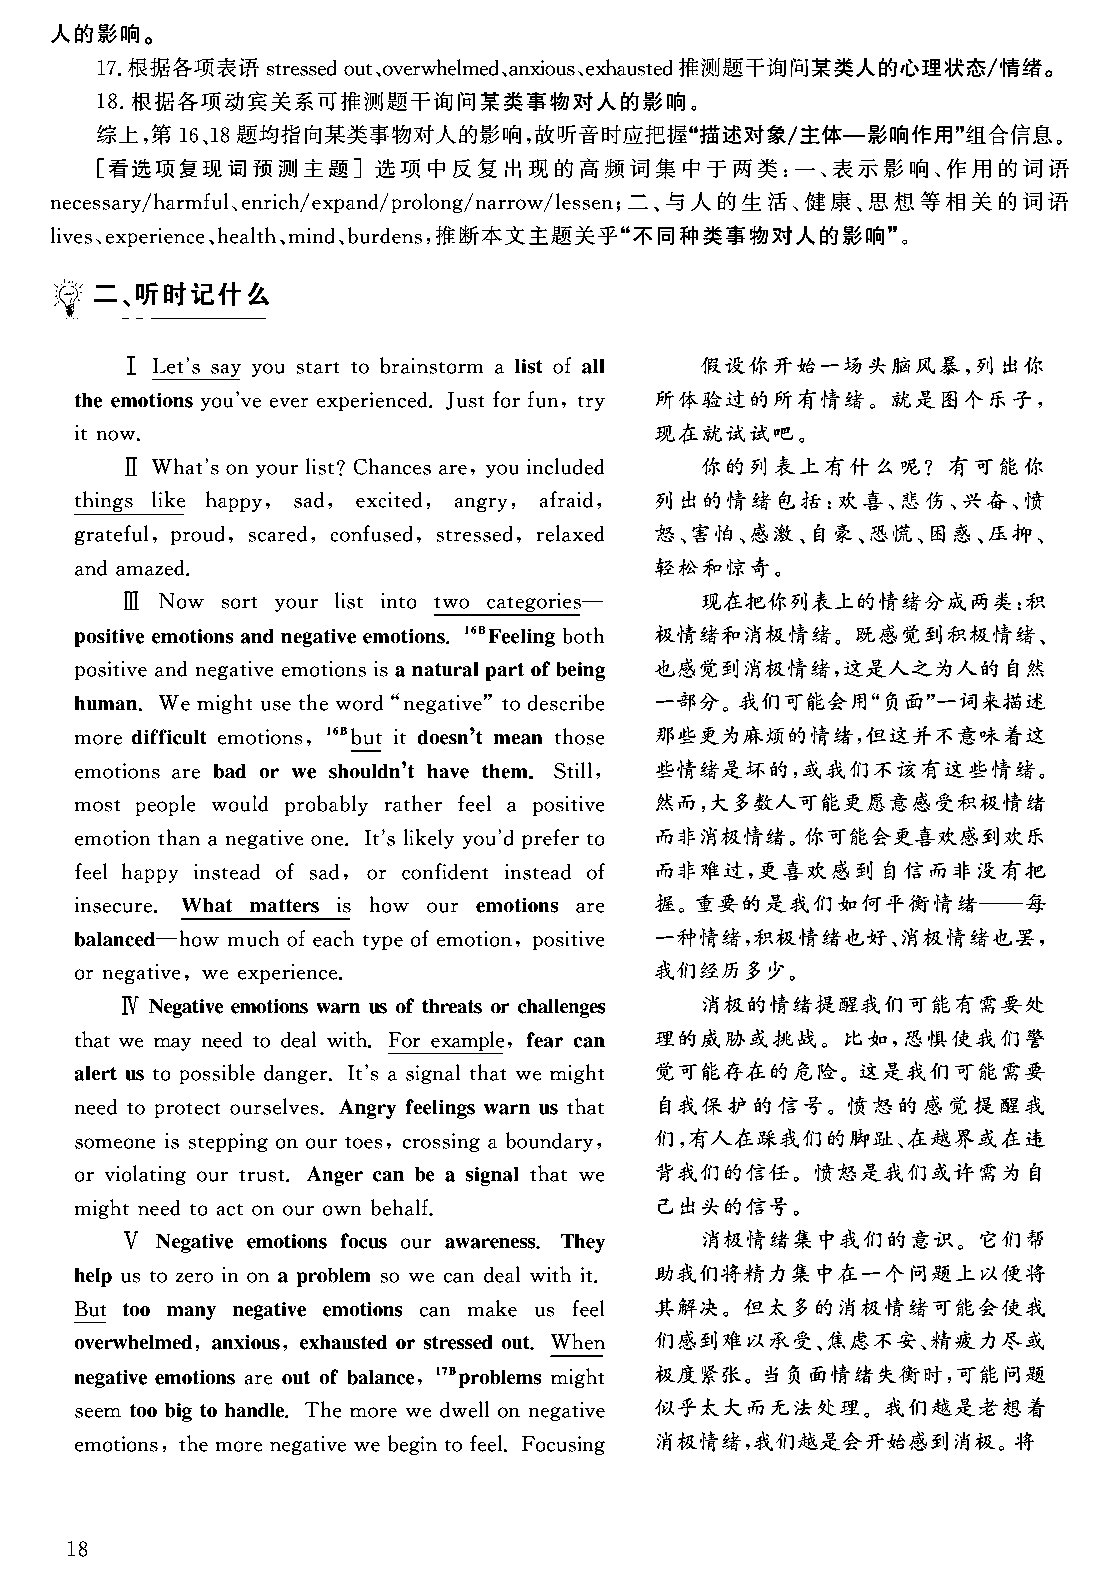 人的影响。
17. 根据各项表语 stressed out、overwhelmed、anxious、exhausted 推测题干询问某类人的心理状态/情绪。
18. 根据各项动宾关系可推测题干询问某类事物对人的影响。
综上,第 16、18 题均指向某类事物对人的影响,故听音时应把握“描述对象/主体—影响作用”组合信息。
[看选项复现词预测主题] 选项中反复出现的高频词集中于两类:一、表示影响、作用的词语
necessary/harmful、enrich/expand/prolong/narrow/lessen;二、与人的生活、健康、思想等相关的词语
lives、experience、health、mind、burdens,推断本文主题关乎“不同种类事物对人的影响”。
二、听时记什么
Ⅰ Let's say you start to brainstorm a list of all
the emotions you've ever experienced. Just for fun, try
it now.
Ⅱ What's on your list? Chances are, you included
things like happy, sad, excited, angry, afraid,
grateful, proud, scared, confused, stressed, relaxed
and amazed.
Ⅲ Now sort your list into two categories—
positive emotions and negative emotions. 16BFeeling both
positive and negative emotions is a natural part of being
human. We might use the word “negative” to describe
more difficult emotions, 16Bbut it doesn't mean those
emotions are bad or we shouldn't have them. Still,
most people would probably rather feel a positive
emotion than a negative one. It's likely you'd prefer to
feel happy instead of sad, or confident instead of
insecure. What matters is how our emotions are
balanced—how much of each type of emotion, positive
or negative, we experience.
Ⅳ Negative emotions warn us of threats or challenges
that we may need to deal with. For example, fear can
alert us to possible danger. It's a signal that we might
need to protect ourselves. Angry feelings warn us that
someone is stepping on our toes, crossing a boundary,
or violating our trust. Anger can be a signal that we
might need to act on our own behalf.
Ⅴ Negative emotions focus our awareness. They
help us to zero in on a problem so we can deal with it.
But too many negative emotions can make us feel
overwhelmed, anxious, exhausted or stressed out. When
negative emotions are out of balance, 17Bproblems might
seem too big to handle. The more we dwell on negative
emotions, the more negative we begin to feel. Focusing
假设你开始一场头脑风暴,列出你
所体验过的所有情绪。就是图个乐子,
现在就试试吧。
你的列表上有什么呢?有可能你
列出的情绪包括:欢喜、悲伤、兴奋、愤
怒、害怕、感激、自豪、恐慌、困惑、压抑、
轻松和惊奇。
现在把你列表上的情绪分成两类:积
极情绪和消极情绪。既感觉到积极情绪、
也感觉到消极情绪,这是人之为人的自然
一部分。我们可能会用“负面”一词来描述
那些更为麻烦的情绪,但这并不意味着这
些情绪是坏的,或我们不该有这些情绪。
然而,大多数人可能更愿意感受积极情绪
而非消极情绪。你可能会更喜欢感到欢乐
而非难过,更喜欢感到自信而非没有把
握。重要的是我们如何平衡情绪——每
一种情绪,积极情绪也好、消极情绪也罢,
我们经历多少。
消极的情绪提醒我们可能有需要处
理的威胁或挑战。比如,恐惧使我们警
觉可能存在的危险。这是我们可能需要
自我保护的信号。愤怒的感觉提醒我
们,有人在踩我们的脚趾、在越界或在违
背我们的信任。愤怒是我们或许需为自
己出头的信号。
消极情绪集中我们的意识。它们帮
助我们将精力集中在一个问题上以便将
其解决。但太多的消极情绪可能会使我
们感到难以承受、焦虑不安、精疲力尽或
极度紧张。当负面情绪失衡时,可能问题
似乎太大而无法处理。我们越是老想着
消极情绪,我们越是会开始感到消极。将
18